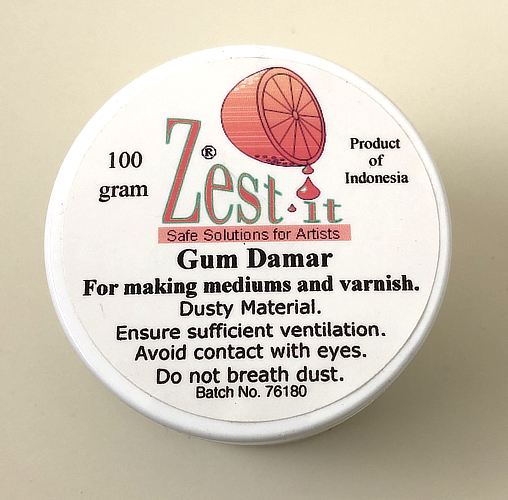 100 gram
Zest-it®
Product of Indonesia
Safe Solutions for Artists
Gum Damar
For making mediums and varnish.
Dusty Material.
Ensure sufficient ventilation.
Avoid contact with eyes.
Do not breath dust.
Batch No. 76180